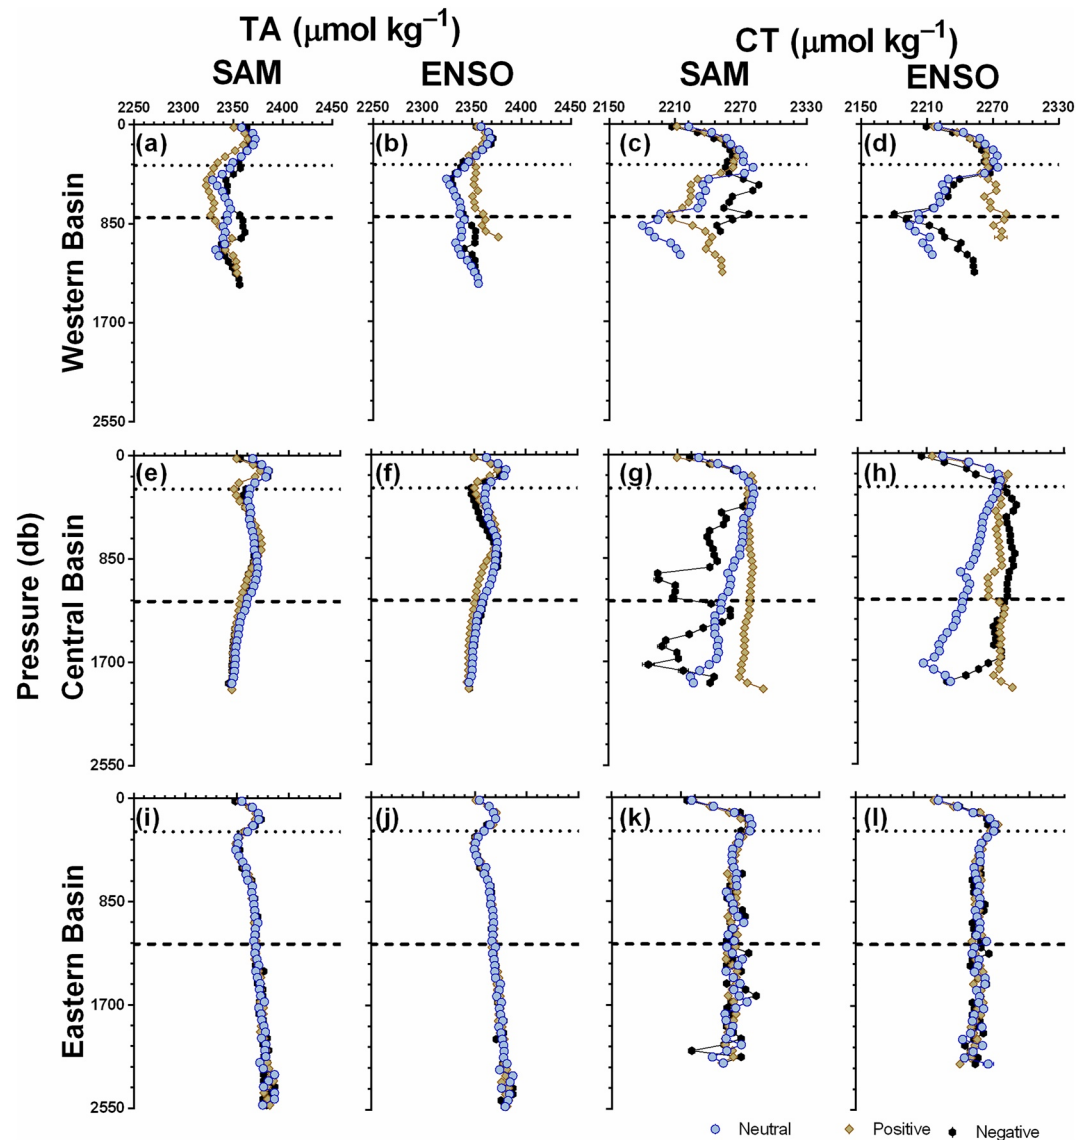 TA (μmol kg⁻¹)
CT (μmol kg⁻¹)
SAM
ENSO
SAM
ENSO
2250 2300 2350 2400 2450
2250 2300 2350 2400 2450
2150 2210 2270 2330
2150 2210 2270 2330
Western Basin
0
850
1700
2550
(a)
(b)
(c)
(d)
Pressure (db)
Central Basin
0
850
1700
2550
(e)
(f)
(g)
(h)
Eastern Basin
0
850
1700
2550
(i)
(j)
(k)
(l)
Neutral
Positive
Negative